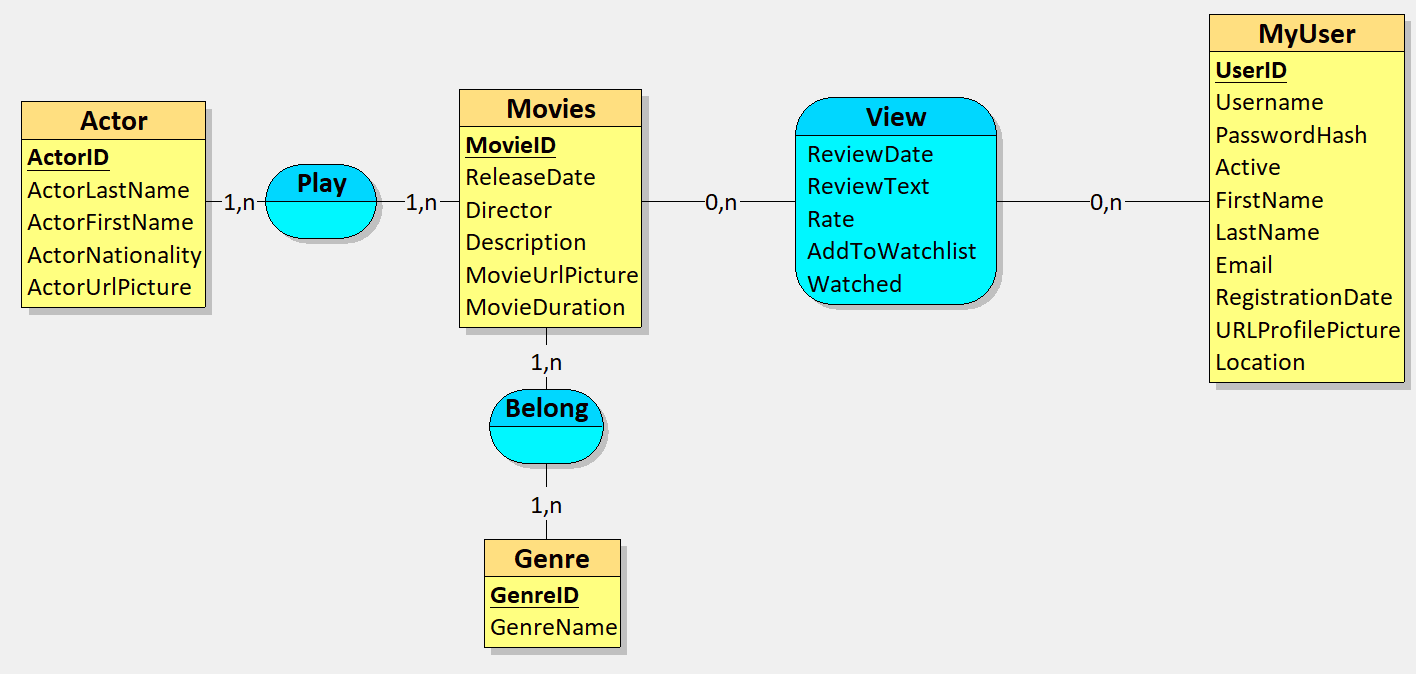 Actor
ActorID
ActorLastName
ActorFirstName
ActorNationality
ActorUrlPicture
1,n
Play
1,n
Movies
MovieID
ReleaseDate
Director
Description
MovieUrlPicture
MovieDuration
0,n
View
ReviewDate
ReviewText
Rate
AddToWatchlist
Watched
0,n
MyUser
UserID
Username
PasswordHash
Active
FirstName
LastName
Email
RegistrationDate
URLProfilePicture
Location
1,n
Belong
1,n
Genre
GenreID
GenreName